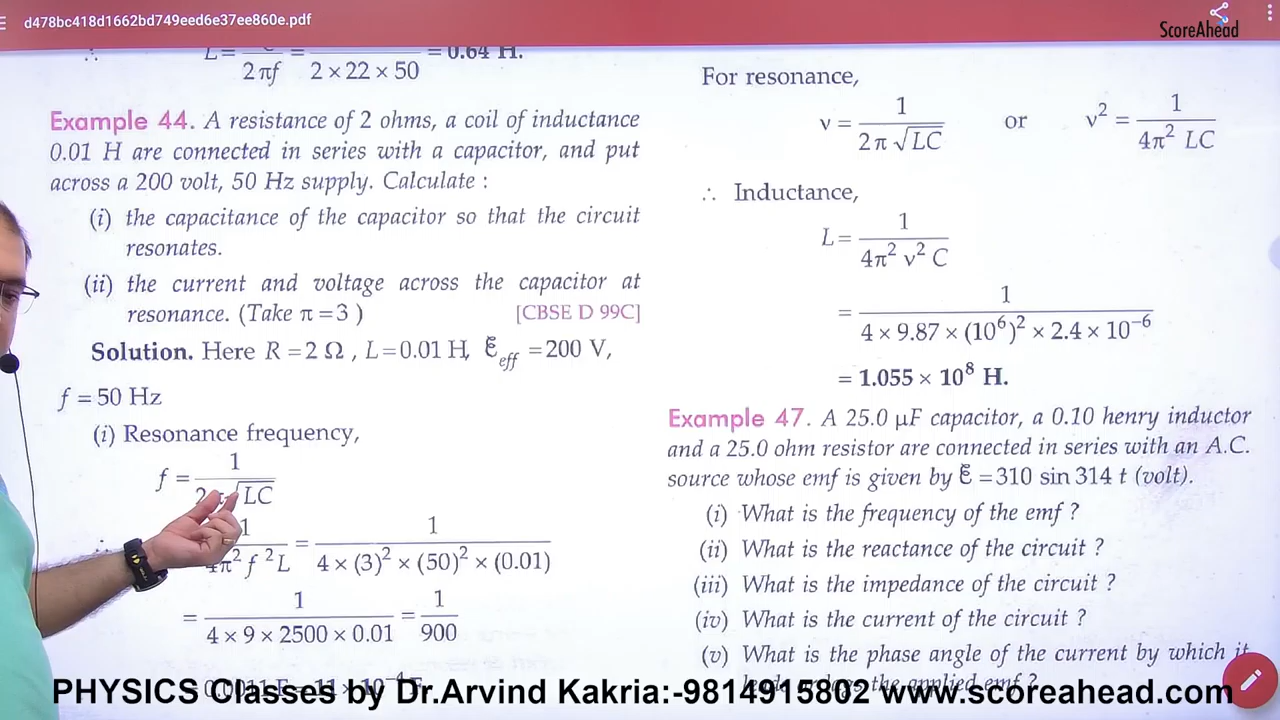 d478bc418d1662bd749eed6e37ee860e.pdf
ScoreAhead
∴ L = / 2 πf = / 2 × 22 × 50 = 0.64 H.
Example 44. A resistance of 2 ohms, a coil of inductance
0.01 H are connected in series with a capacitor, and put
across a 200 volt, 50 Hz supply. Calculate :
(i) the capacitance of the capacitor so that the circuit
resonates.
(ii) the current and voltage across the capacitor at
resonance. (Take π = 3 ) [CBSE D 99C]
Solution. Here R = 2 Ω , L = 0.01 H, ℰeff = 200 V,
f = 50 Hz
(i) Resonance frequency,
f = 1 / 2 π √LC
∴ 1 / 4π² f ² L = 1 / 4 × (3)² × (50)² × (0.01)
= 1 / 4 × 9 × 2500 × 0.01 = 1 / 900
For resonance,
ν = 1 / 2 π √LC or ν² = 1 / 4π² LC
∴ Inductance,
L = 1 / 4π² ν² C
= 1 / 4 × 9.87 × (10⁶)² × 2.4 × 10⁻⁶
= 1.055 × 10⁸ H.
Example 47. A 25.0 μF capacitor, a 0.10 henry inductor
and a 25.0 ohm resistor are connected in series with an A.C.
source whose emf is given by ℰ = 310 sin 314 t (volt).
(i) What is the frequency of the emf ?
(ii) What is the reactance of the circuit ?
(iii) What is the impedance of the circuit ?
(iv) What is the current of the circuit ?
(v) What is the phase angle of the current by which it
PHYSICS Classes by Dr.Arvind Kakria:-9814915802 www.scoreahead.com